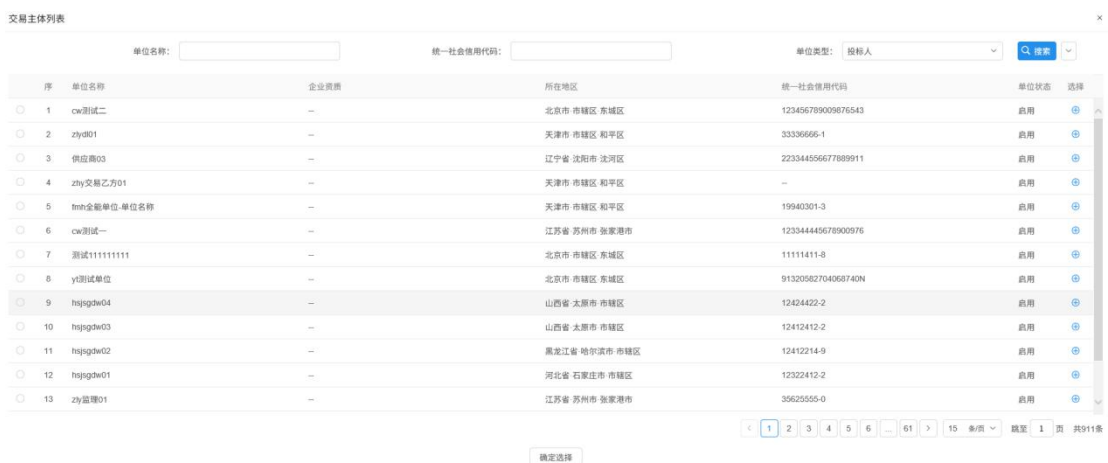 交易主体列表 ×
单位名称: 统一社会信用代码: 单位类型: 投标人 搜索
序 单位名称 企业资质 所在地区 统一社会信用代码 单位状态 选择
1 cw测试二 -- 北京市·市辖区·东城区 123456789009876543 启用
2 zlydl01 -- 天津市·市辖区·和平区 33336666-1 启用
3 供应商03 -- 辽宁省·沈阳市·沈河区 223344556677889911 启用
4 zhy交易乙方01 -- 天津市·市辖区·和平区 -- 启用
5 fmh全能单位-单位名称 -- 天津市·市辖区·和平区 19940301-3 启用
6 cw测试一 -- 江苏省·苏州市·张家港市 123344445678900976 启用
7 测试111111111 -- 北京市·市辖区·东城区 11111411-8 启用
8 yt测试单位 -- 北京市·市辖区·东城区 91320582704068740N 启用
9 hsjsgdw04 -- 山西省·太原市·市辖区 12424422-2 启用
10 hsjsgdw03 -- 山西省·太原市·市辖区 12412412-2 启用
11 hsjsgdw02 -- 黑龙江省·哈尔滨市·市辖区 12412214-9 启用
12 hsjsgdw01 -- 河北省·石家庄市·市辖区 12322412-2 启用
13 zly监理01 -- 江苏省·苏州市·张家港市 35625555-0 启用
< 1 2 3 4 5 6 ... 61 > 15 条/页 跳至 1 页 共911条
确定选择